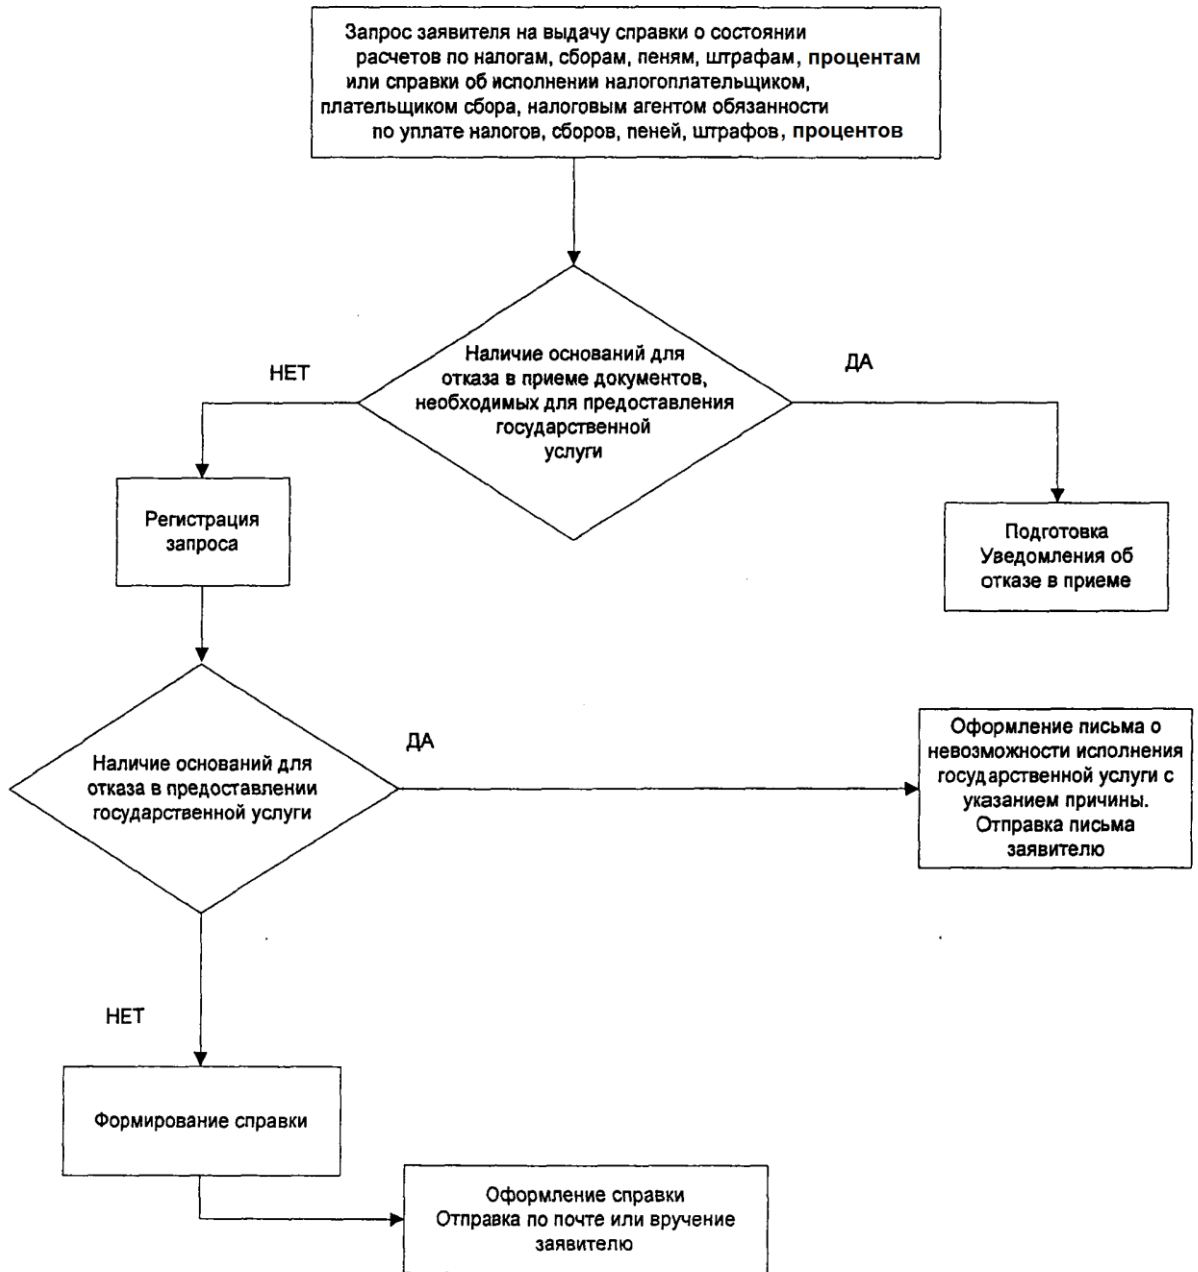 Запрос заявителя на выдачу справки о состоянии
расчетов по налогам, сборам, пеням, штрафам, процентам
или справки об исполнении налогоплательщиком,
плательщиком сбора, налоговым агентом обязанности
по уплате налогов, сборов, пеней, штрафов, процентов
Наличие оснований для
отказа в приеме документов,
необходимых для предоставления
государственной
услуги
НЕТ
ДА
Регистрация
запроса
Подготовка
Уведомления об
отказе в приеме
Наличие оснований для
отказа в предоставлении
государственной услуги
ДА
Оформление письма о
невозможности исполнения
государственной услуги с
указанием причины.
Отправка письма
заявителю
НЕТ
Формирование справки
Оформление справки
Отправка по почте или вручение
заявителю